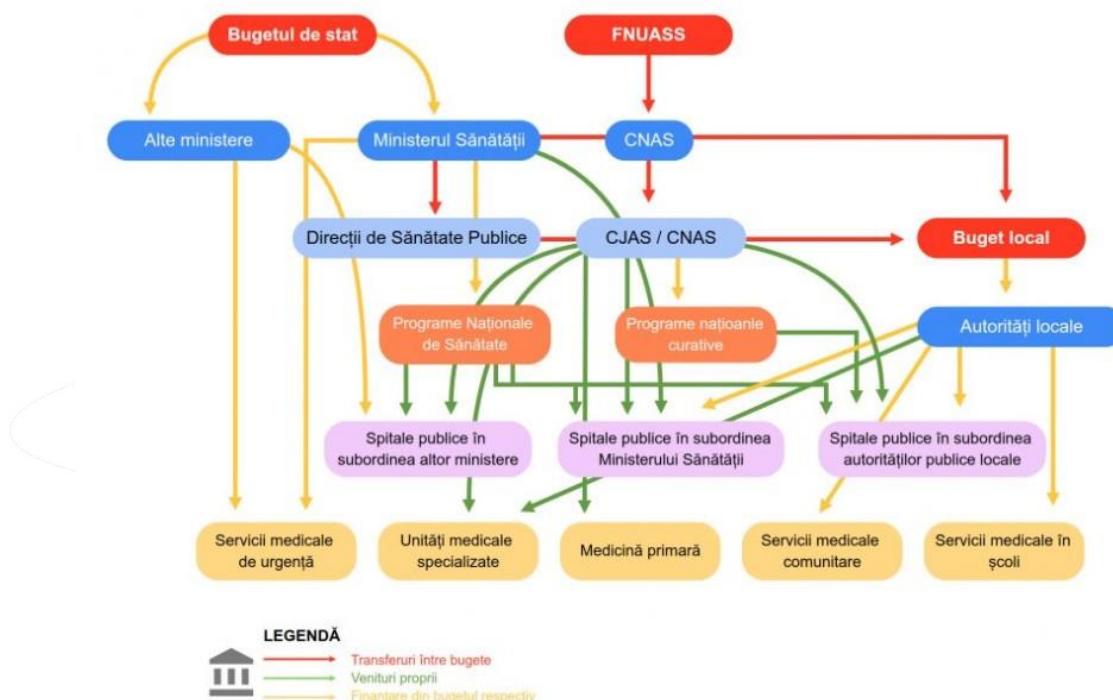 Bugetul de stat
FNUASS
Alte ministere
Ministerul Sănătății
CNAS
Direcții de Sănătate Publice
CJAS / CNAS
Buget local
Programe Naționale
de Sănătate
Programe națioanle
curative
Autorități locale
Spitale publice în
subordinea altor ministere
Spitale publice în subordinea
Ministerului Sănătății
Spitale publice în subordinea
autorităților publice locale
Servicii medicale
de urgență
Unități medicale
specializate
Medicină primară
Servicii medicale
comunitare
Servicii medicale în
școli
LEGENDĂ
Transferuri între bugete
Venituri proprii
Finanțare din bugetul respectiv